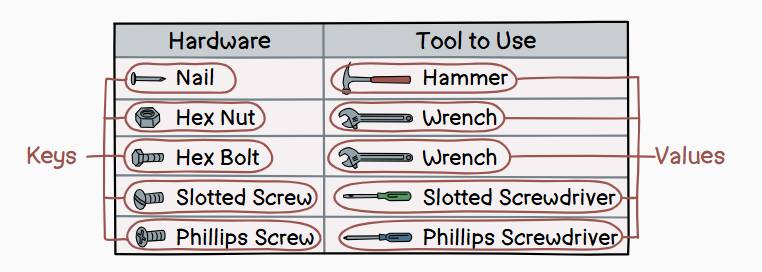 Hardware Tool to Use
Nail Hammer
Hex Nut Wrench
Keys Hex Bolt Wrench Values
Slotted Screw Slotted Screwdriver
Phillips Screw Phillips Screwdriver